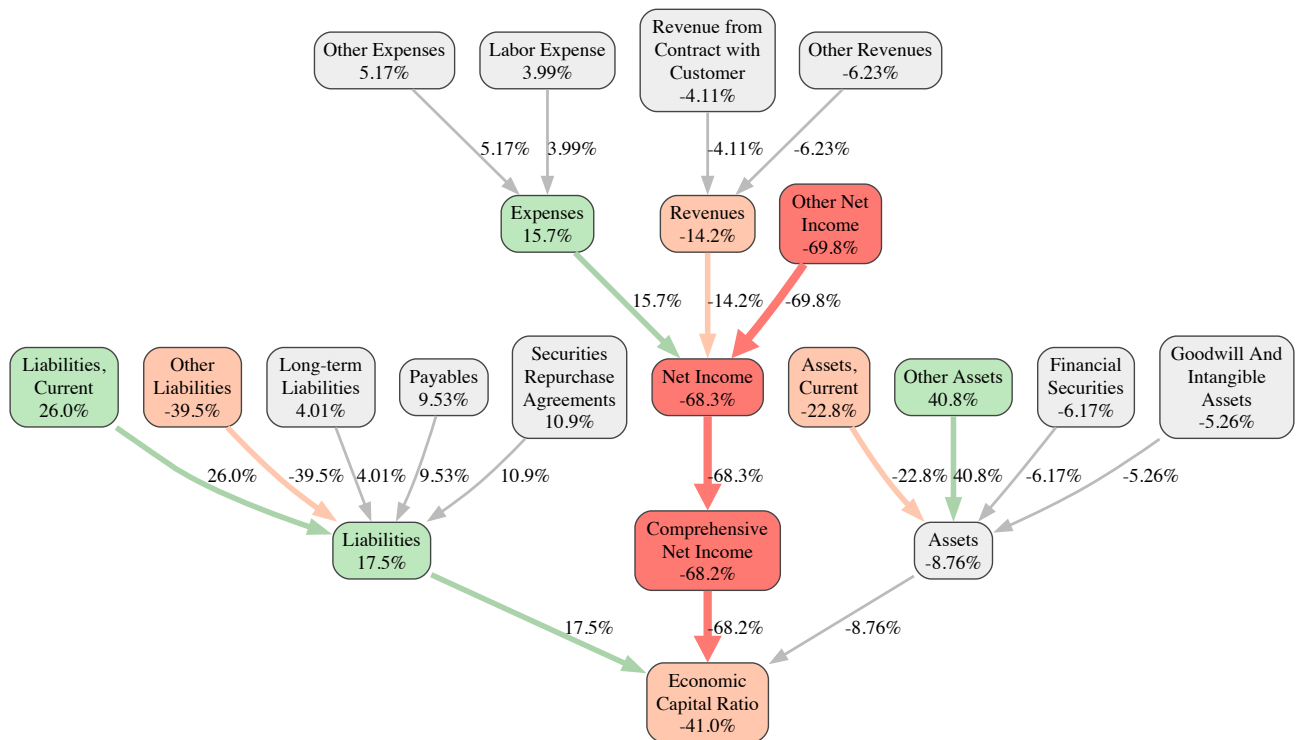 Other Expenses
5.17%
Labor Expense
3.99%
Revenue from
Contract with
Customer
-4.11%
Other Revenues
-6.23%
5.17%
3.99%
-4.11%
-6.23%
Expenses
15.7%
Revenues
-14.2%
Other Net
Income
-69.8%
15.7%
-14.2%
-69.8%
Liabilities,
Current
26.0%
Other
Liabilities
-39.5%
Long-term
Liabilities
4.01%
Payables
9.53%
Securities
Repurchase
Agreements
10.9%
Net Income
-68.3%
Assets,
Current
-22.8%
Other Assets
40.8%
Financial
Securities
-6.17%
Goodwill And
Intangible
Assets
-5.26%
26.0%
-39.5%
4.01%
9.53%
10.9%
-68.3%
-22.8%
40.8%
-6.17%
-5.26%
Liabilities
17.5%
Comprehensive
Net Income
-68.2%
Assets
-8.76%
17.5%
-68.2%
-8.76%
Economic
Capital Ratio
-41.0%